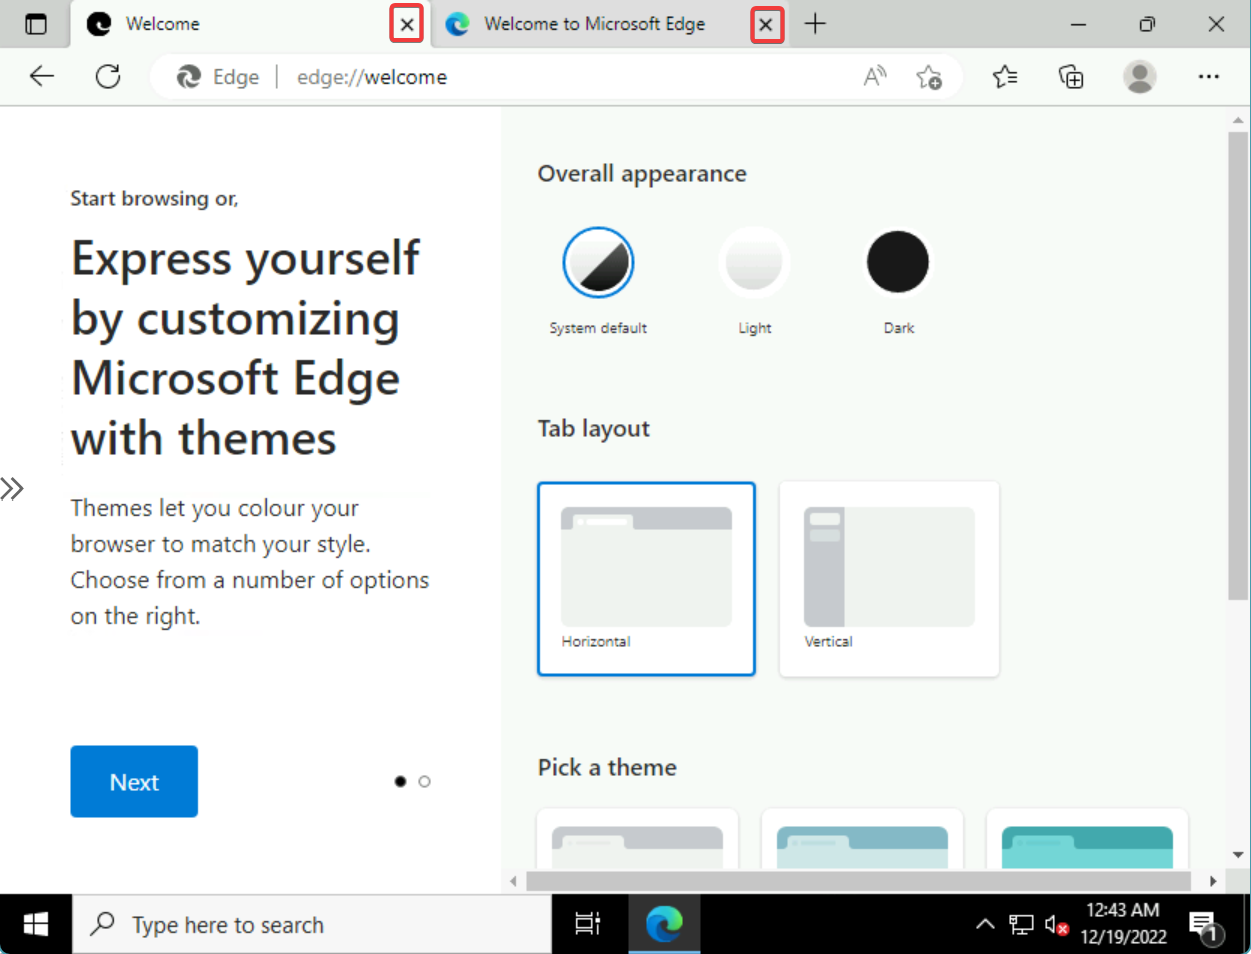 Welcome
Welcome to Microsoft Edge
Edge
edge://welcome
Start browsing or,
Express yourself
by customizing
Microsoft Edge
with themes
Themes let you colour your
browser to match your style.
Choose from a number of options
on the right.
Next
Overall appearance
System default
Light
Dark
Tab layout
Horizontal
Vertical
Pick a theme
Type here to search
12:43 AM
12/19/2022
1